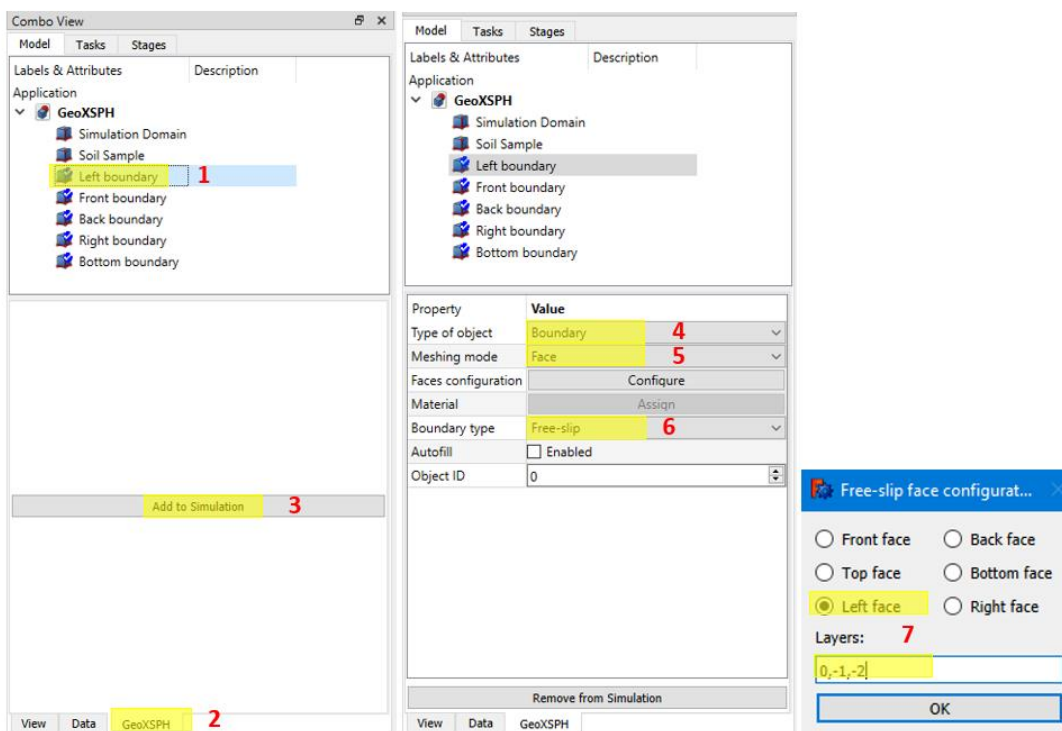 Combo View
Model Tasks Stages
Labels & Attributes Description
Application
GeoXSPH
Simulation Domain
Soil Sample
Left boundary 1
Front boundary
Back boundary
Right boundary
Bottom boundary
Add to Simulation 3
View Data GeoXSPH 2
Model Tasks Stages
Labels & Attributes Description
Application
GeoXSPH
Simulation Domain
Soil Sample
Left boundary
Front boundary
Back boundary
Right boundary
Bottom boundary
Property Value
Type of object Boundary 4
Meshing mode Face 5
Faces configuration Configure
Material Assign
Boundary type Free-slip 6
Autofill Enabled
Object ID 0
Remove from Simulation
View Data GeoXSPH
Free-slip face configurat...
Front face Back face
Top face Bottom face
Left face Right face
Layers: 7
0,-1,-2
OK